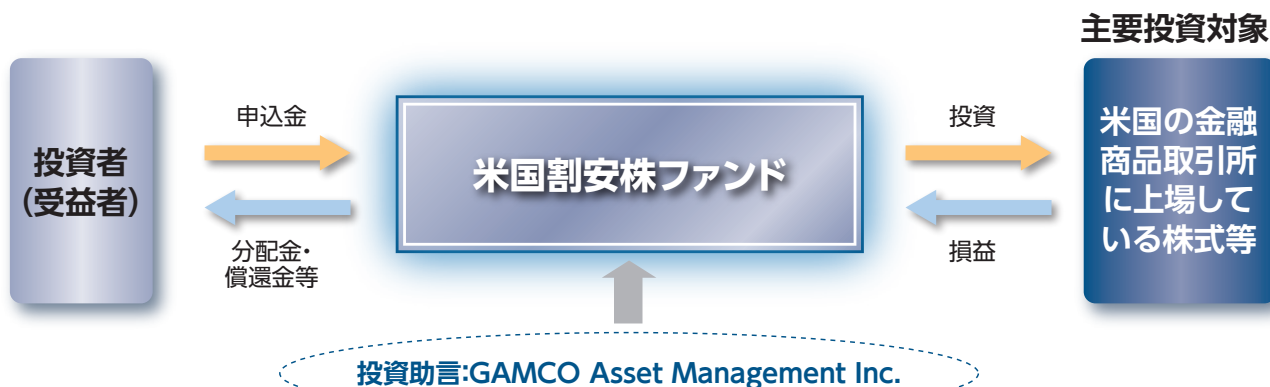 主要投資対象
投資者
(受益者)
申込金
分配金・
償還金等
米国割安株ファンド
投資
損益
米国の金融
商品取引所
に上場して
いる株式等
投資助言:GAMCO Asset Management Inc.